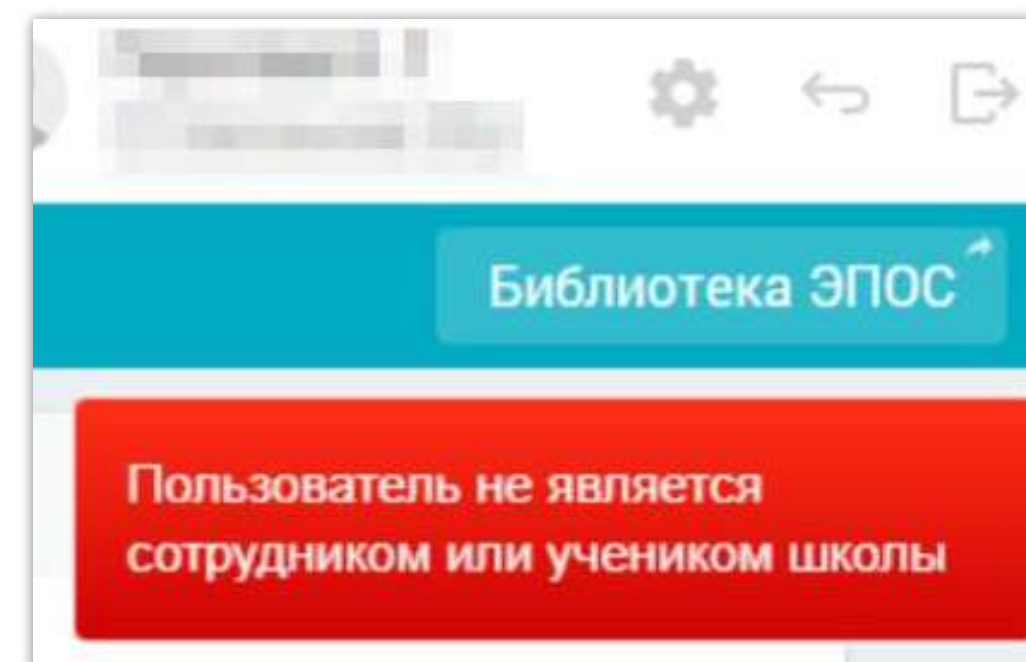 Библиотека ЭПОС
Пользователь не является
сотрудником или учеником школы